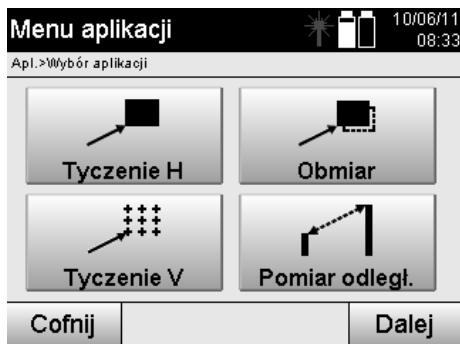 Menu aplikacji
10/06/11
08:33
Apl.>Wybór aplikacji
Tyczenie H
Obmiar
Tyczenie V
Pomiar odległ.
Cofnij
Dalej